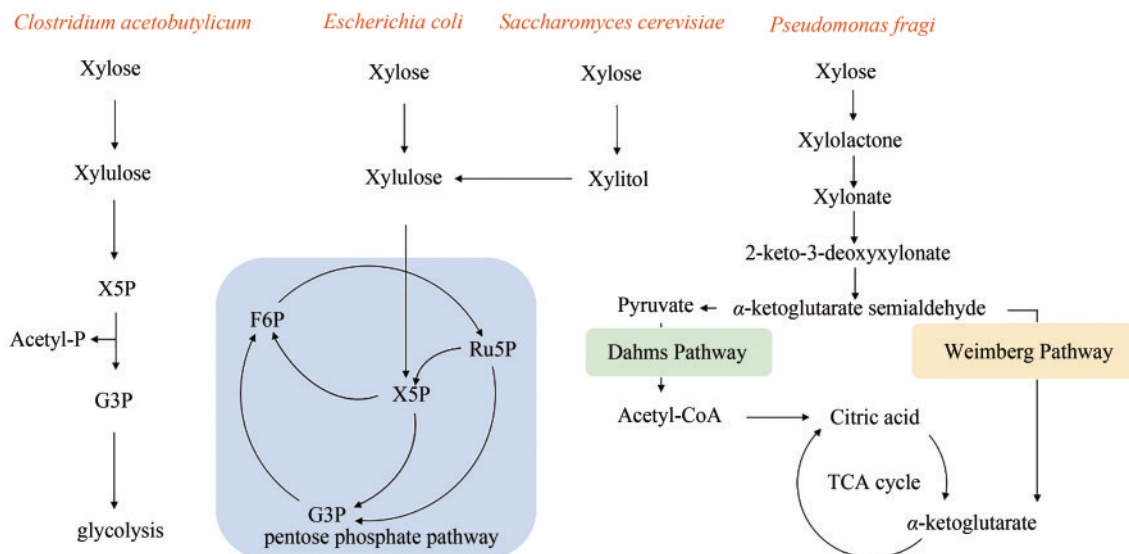 Clostridium acetobutylicum
Escherichia coli
Saccharomyces cerevisiae
Pseudomonas fragi
Xylose
Xylose
Xylose
Xylose
Xylolactone
Xylulose
Xylulose
Xylitol
Xylonate
2-keto-3-deoxyxylonate
X5P
Pyruvate
α-ketoglutarate semialdehyde
F6P
Acetyl-P
Ru5P
Dahms Pathway
Weimberg Pathway
X5P
G3P
Acetyl-CoA
Citric acid
TCA cycle
G3P
α-ketoglutarate
glycolysis
pentose phosphate pathway